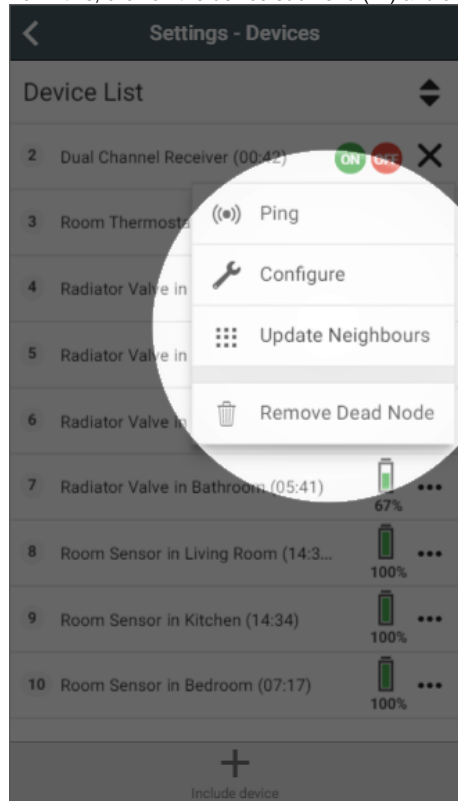 Settings - Devices
Device List
2 Dual Channel Receiver (00:42) ON OFF
3 Room Thermosta
Ping
4 Radiator Valve in
Configure
5 Radiator Valve in
Update Neighbours
6 Radiator Valve in
Remove Dead Node
7 Radiator Valve in Bathroom (05:41)
67%
8 Room Sensor in Living Room (14:3...
100%
9 Room Sensor in Kitchen (14:34)
100%
10 Room Sensor in Bedroom (07:17)
100%
Include device